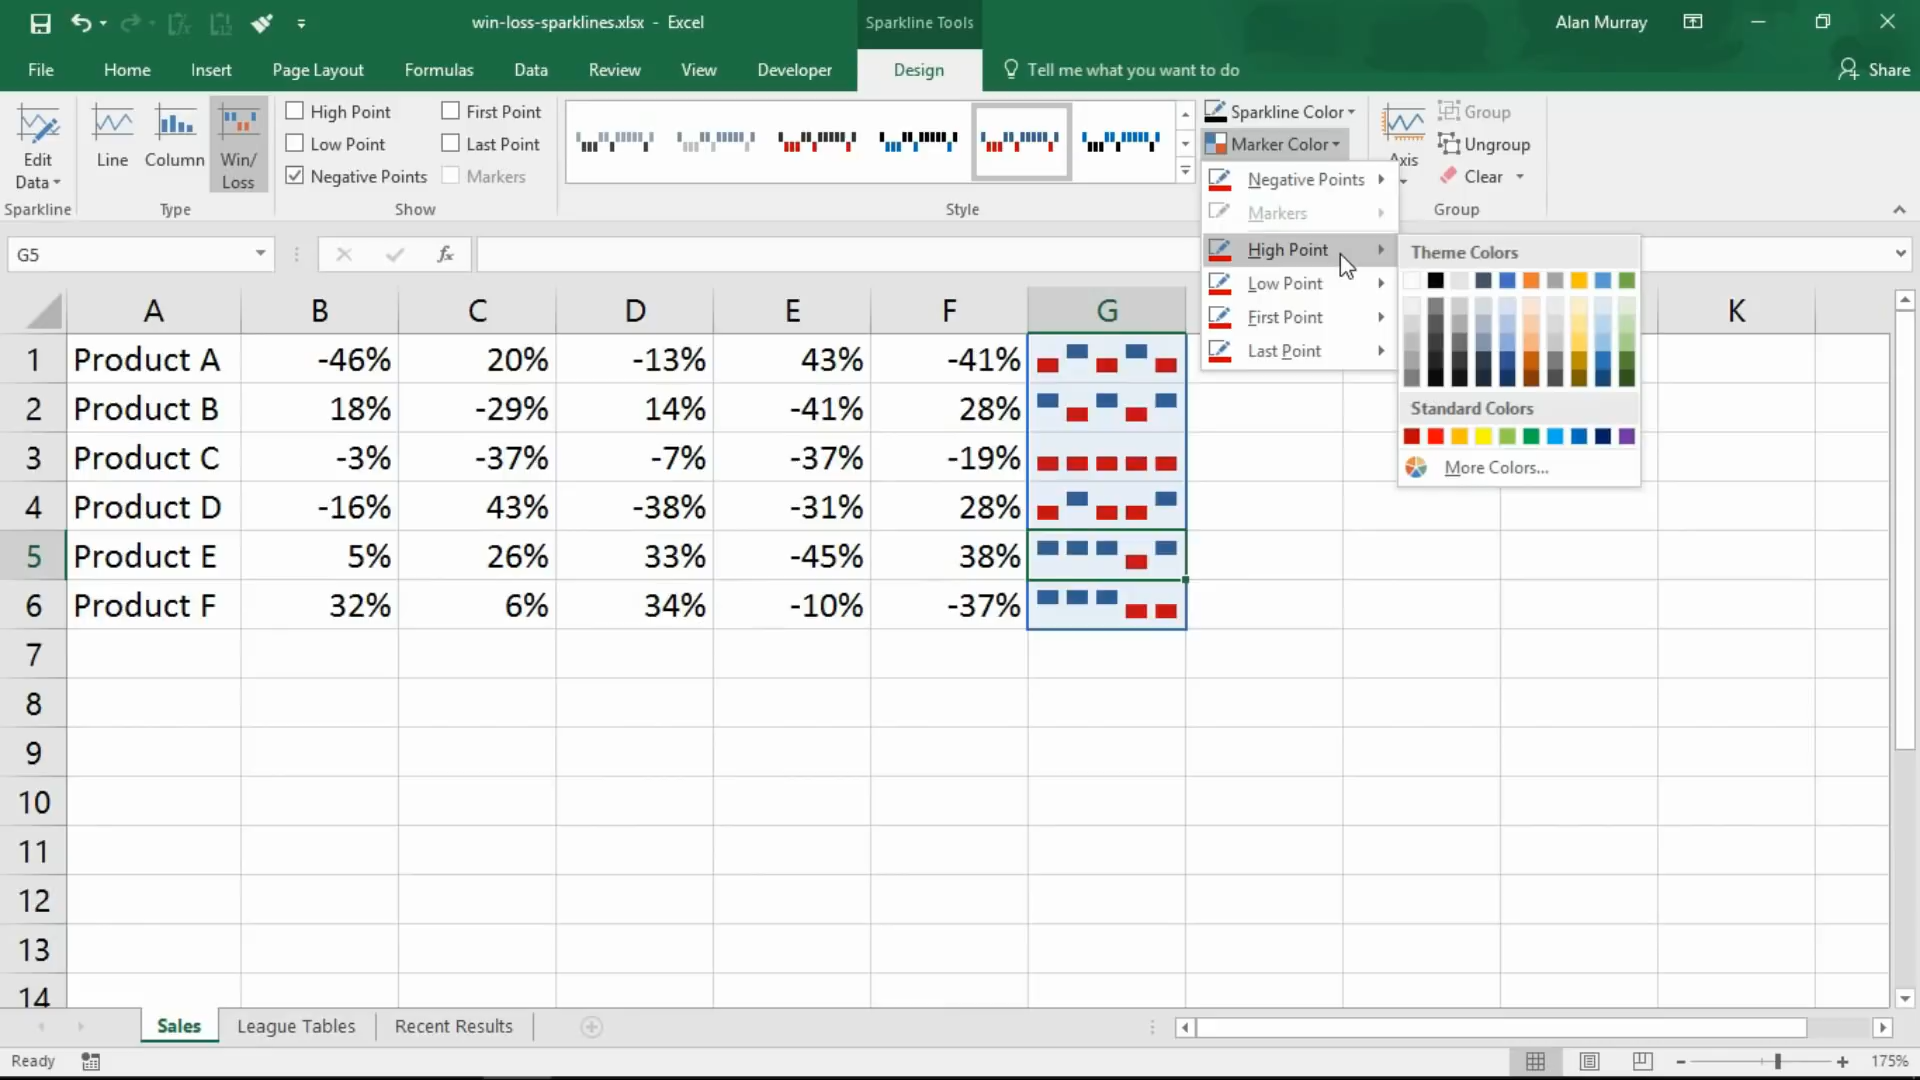 win-loss-sparklines.xlsx - Excel
Sparkline Tools
Alan Murray
File Home Insert Page Layout Formulas Data Review View Developer Design Tell me what you want to do Share
Edit Data
Sparkline
Line
Column
Win/ Loss
Type
High Point
First Point
Low Point
Last Point
Negative Points
Markers
Show
Style
Sparkline Color
Marker Color
Axis
Group
Ungroup
Clear
Group
Negative Points
Markers
High Point
Low Point
First Point
Last Point
Theme Colors
Standard Colors
More Colors...
G5
fx
A B C D E F G K
1 Product A -46% 20% -13% 43% -41%
2 Product B 18% -29% 14% -41% 28%
3 Product C -3% -37% -7% -37% -19%
4 Product D -16% 43% -38% -31% 28%
5 Product E 5% 26% 33% -45% 38%
6 Product F 32% 6% 34% -10% -37%
7
8
9
10
11
12
13
14
Sales League Tables Recent Results
Ready
175%